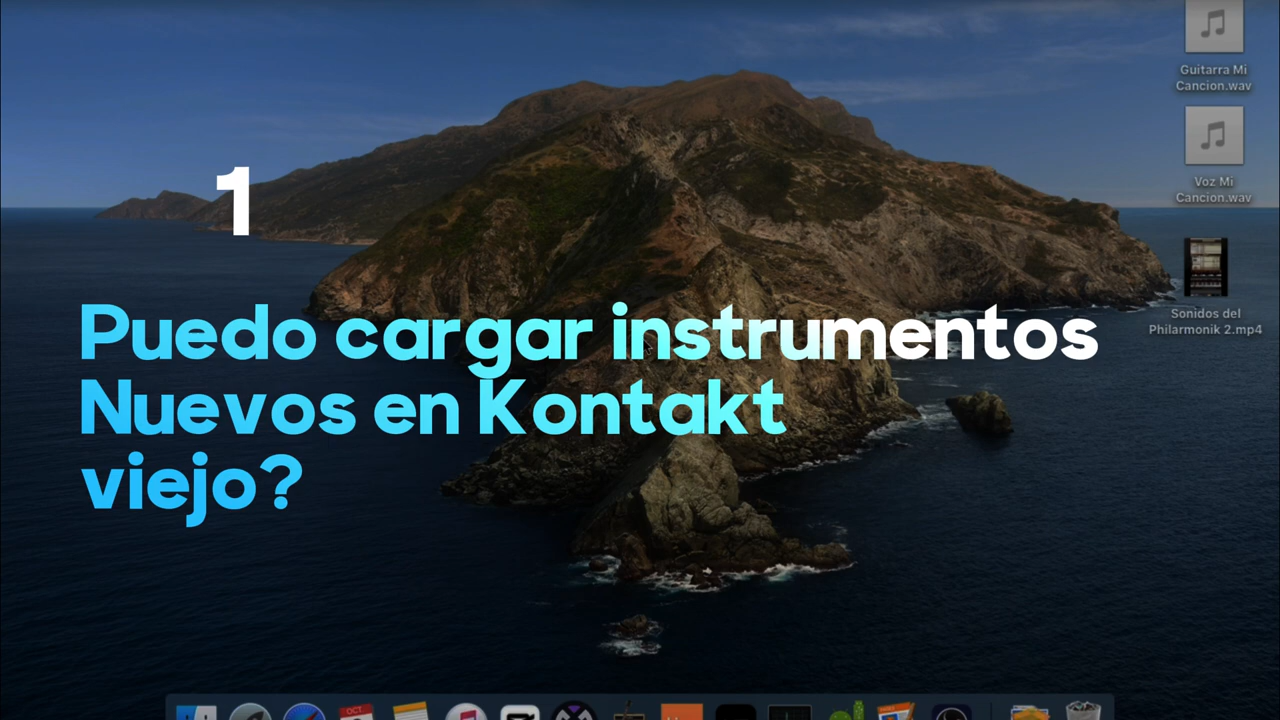 Guitarra Mi
Cancion.wav
Voz Mi
Cancion.wav
Sonidos del
Philarmonik 2.mp4
1
Puedo cargar instrumentos
Nuevos en Kontakt
viejo?
OCT